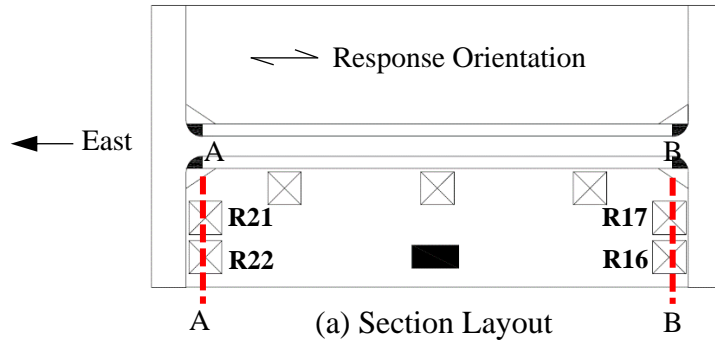 Response Orientation
East
A B
R21 R17
R22 R16
A B
(a) Section Layout